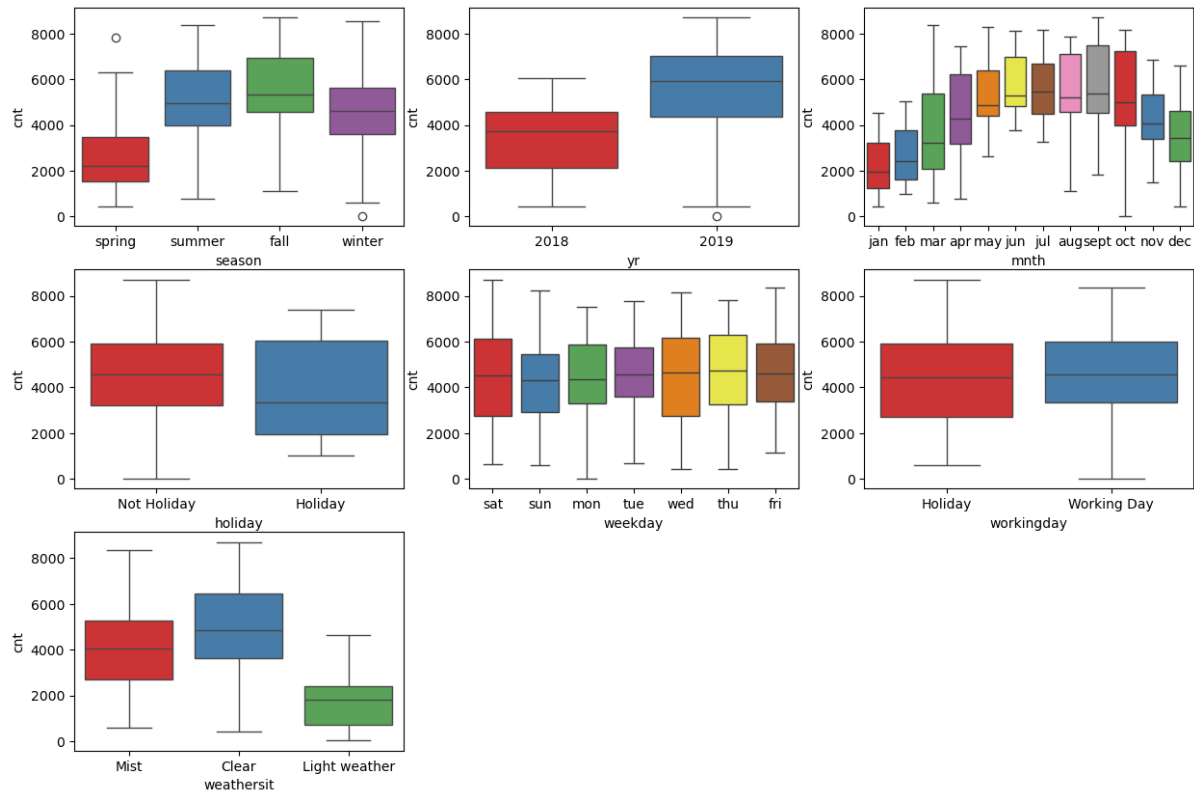 cnt
8000
6000
4000
2000
0
spring summer fall winter
season
cnt
8000
6000
4000
2000
0
2018 2019
yr
cnt
8000
6000
4000
2000
0
jan feb mar apr may jun jul aug sept oct nov dec
mnth
cnt
8000
6000
4000
2000
0
Not Holiday Holiday
holiday
cnt
8000
6000
4000
2000
0
sat sun mon tue wed thu fri
weekday
cnt
8000
6000
4000
2000
0
Holiday Working Day
workingday
cnt
8000
6000
4000
2000
0
Mist Clear Light weather
weathersit